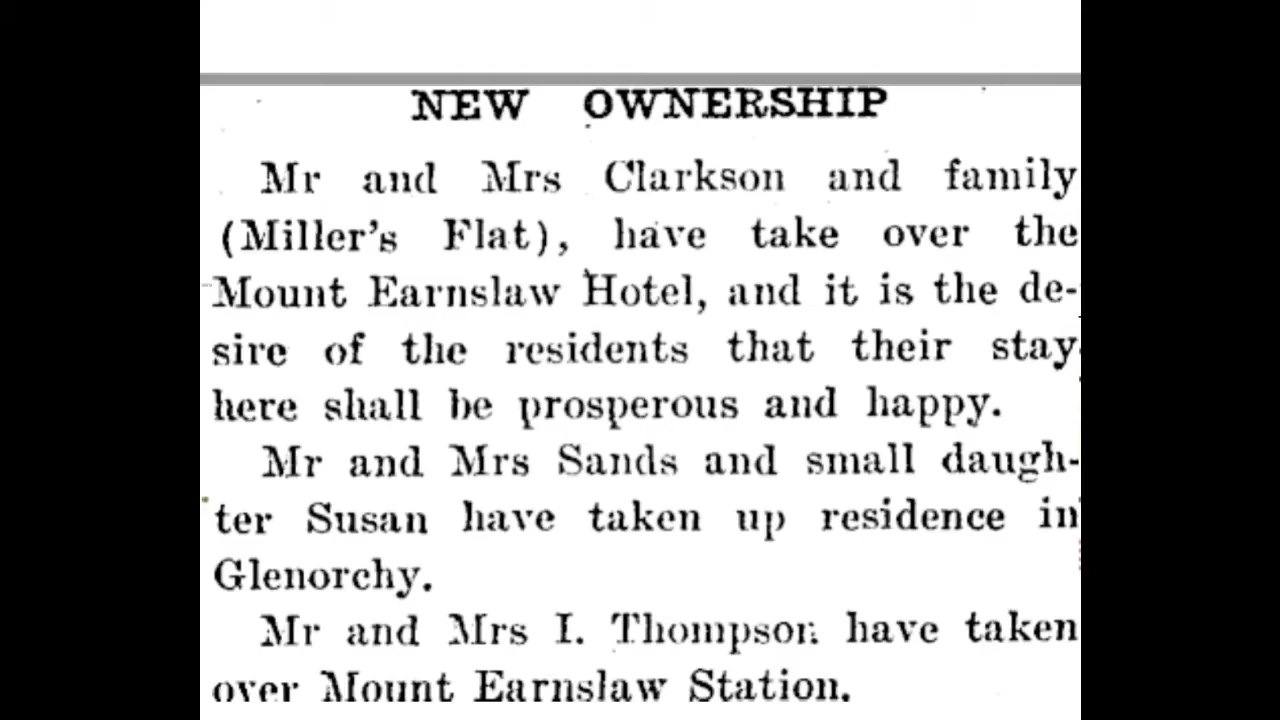 NEW OWNERSHIP
Mr and Mrs Clarkson and family
(Miller's Flat), have take over the
Mount Earnslaw Hotel, and it is the de-
sire of the residents that their stay
here shall be prosperous and happy.
Mr and Mrs Sands and small daugh-
ter Susan have taken up residence in
Glenorchy.
Mr and Mrs I. Thompson have taken
over Mount Earnslaw Station.